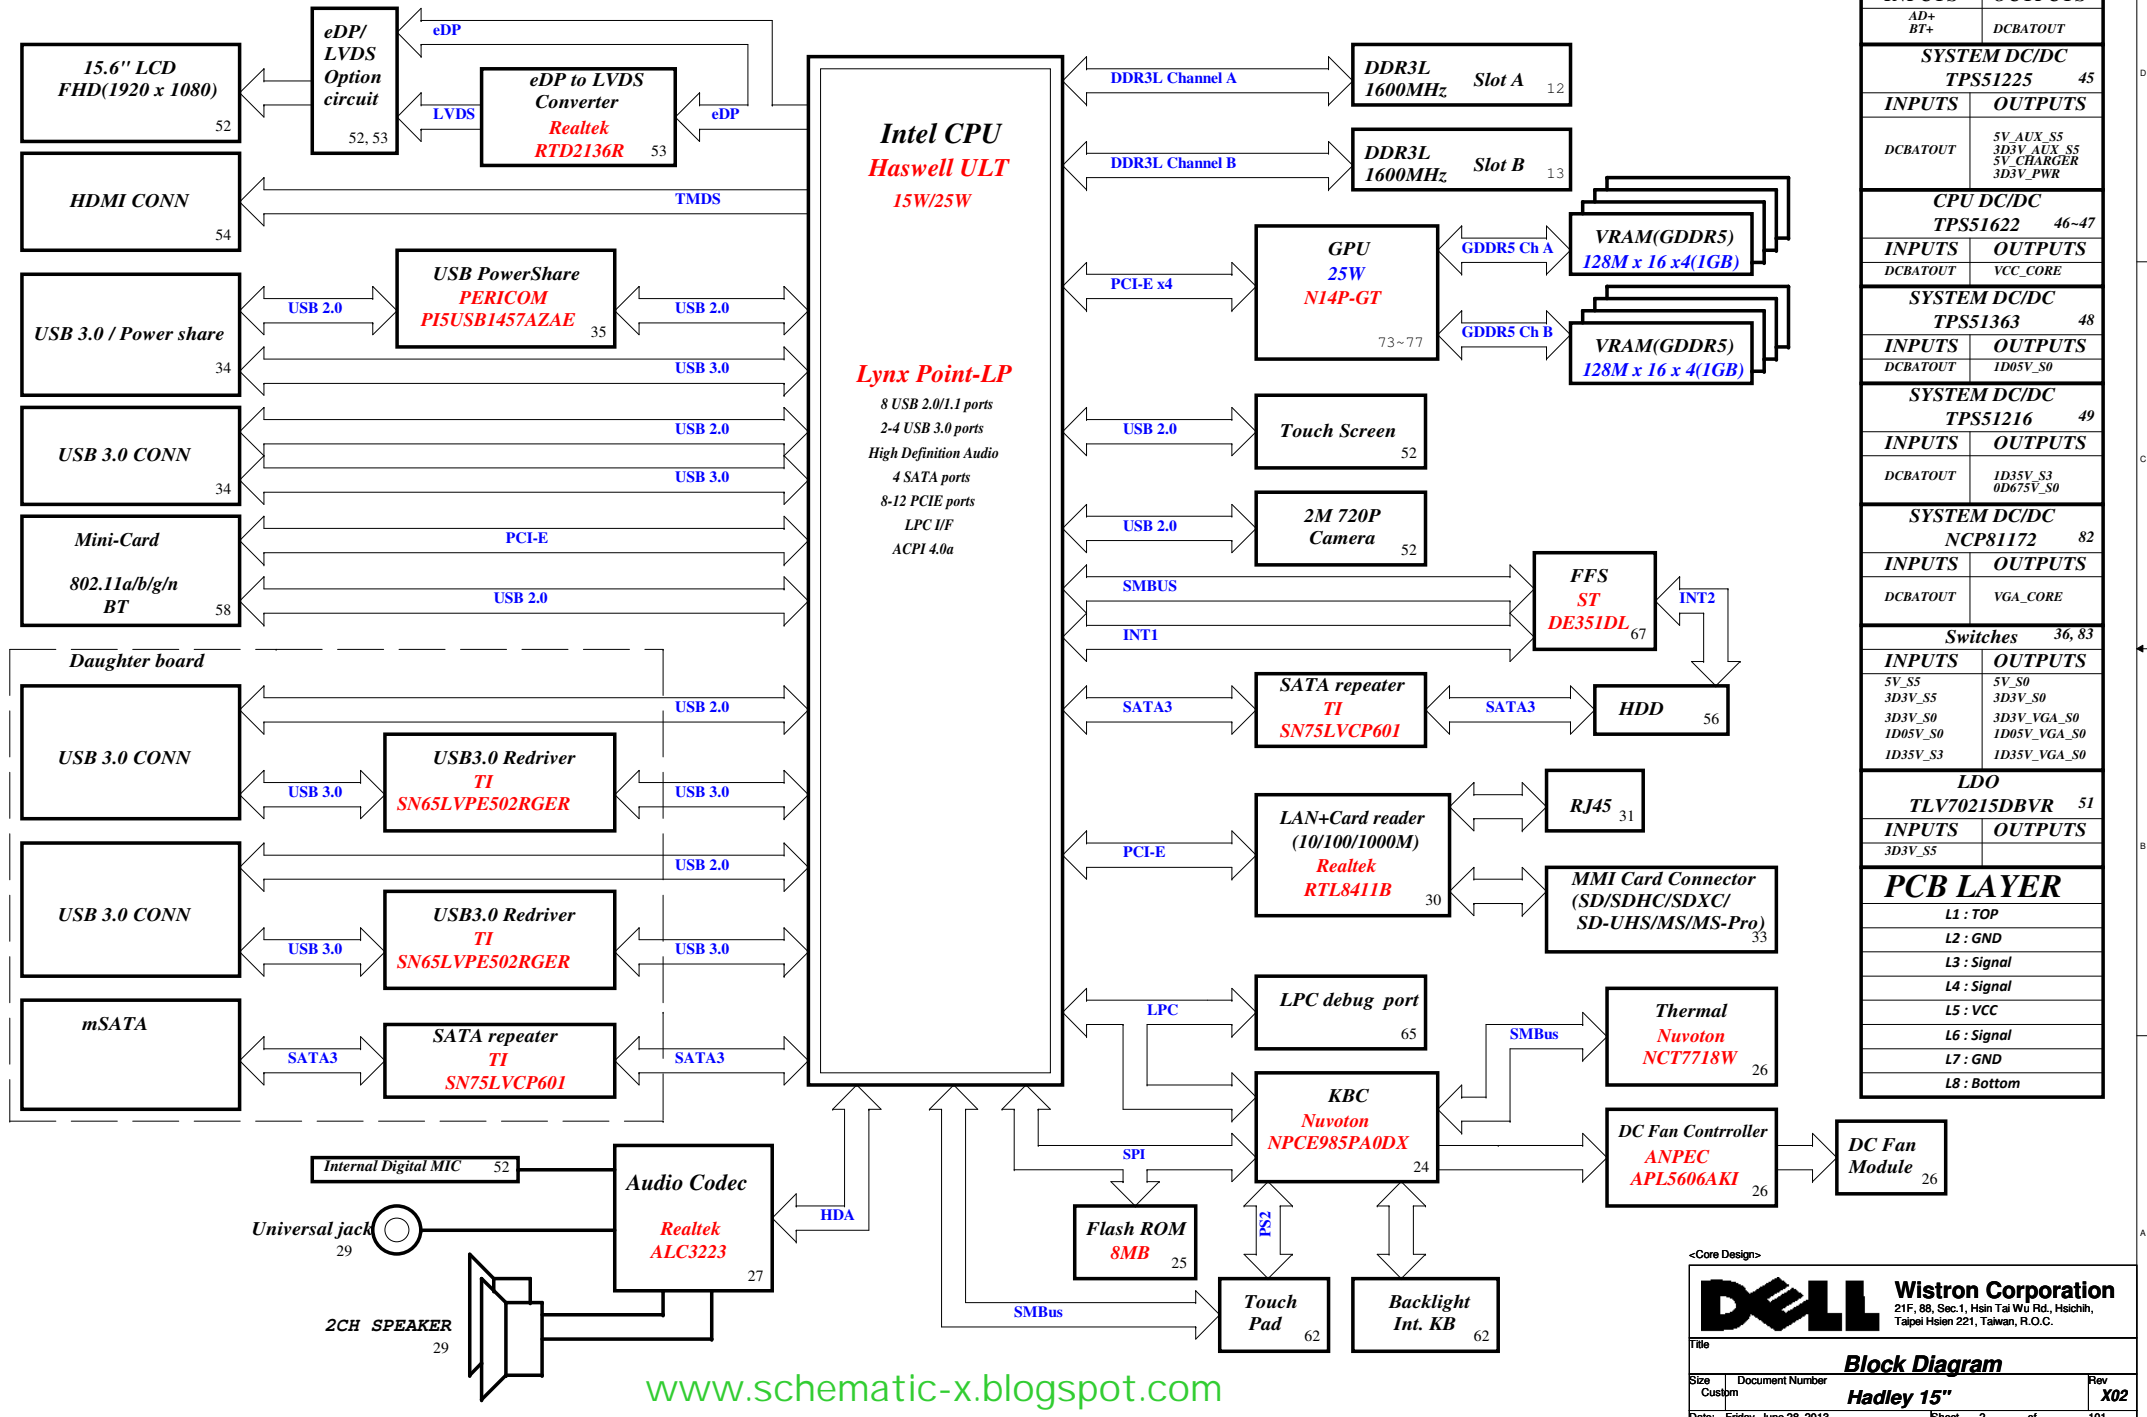 eDP/
LVDS
Option
circuit
52, 53
15.6" LCD
FHD(1920 x 1080)
52
eDP
eDP to LVDS
Converter
Realtek
RTD2136R
53
LVDS
eDP
HDMI CONN
54
TMDS
USB 3.0 / Power share
34
USB 2.0
USB PowerShare
PERICOM
PI5USB1457AZAE
35
USB 2.0
USB 3.0
USB 3.0 CONN
34
USB 2.0
USB 3.0
Mini-Card
802.11a/b/g/n
BT
58
PCI-E
USB 2.0
Daughter board
USB 3.0 CONN
USB 2.0
USB 3.0
USB3.0 Redriver
TI
SN65LVPE502RGER
USB 3.0
USB 3.0 CONN
USB 2.0
USB 3.0
USB3.0 Redriver
TI
SN65LVPE502RGER
USB 3.0
mSATA
SATA3
SATA repeater
TI
SN75LVCP601
SATA3
Internal Digital MIC 52
Universal jack
29
2CH SPEAKER
29
Audio Codec
Realtek
ALC3223
27
HDA
Intel CPU
Haswell ULT
15W/25W
Lynx Point-LP
8 USB 2.0/1.1 ports
2-4 USB 3.0 ports
High Definition Audio
4 SATA ports
8-12 PCIE ports
LPC I/F
ACPI 4.0a
DDR3L Channel A
DDR3L
1600MHz Slot A 12
DDR3L Channel B
DDR3L
1600MHz Slot B 13
PCI-E x4
GPU
25W
N14P-GT
73~77
GDDR5 Ch A
VRAM(GDDR5)
128M x 16 x4(1GB)
GDDR5 Ch B
VRAM(GDDR5)
128M x 16 x 4(1GB)
USB 2.0
Touch Screen
52
USB 2.0
2M 720P
Camera
52
SMBUS
INT1
FFS
ST
DE351DL
67
INT2
SATA3
SATA repeater
TI
SN75LVCP601
SATA3
HDD
56
PCI-E
LAN+Card reader
(10/100/1000M)
Realtek
RTL8411B
30
RJ45
31
MMI Card Connector
(SD/SDHC/SDXC/
SD-UHS/MS/MS-Pro)
33
LPC
LPC debug port
65
KBC
Nuvoton
NPCE985PA0DX
24
SMBus
Thermal
Nuvoton
NCT7718W
26
DC Fan Contrroller
ANPEC
APL5606AKI
26
DC Fan
Module
26
SPI
Flash ROM
8MB
25
PS2
SMBus
Touch
Pad
62
Backlight
Int. KB
62
INPUTS OUTPUTS
AD+
BT+
DCBATOUT
SYSTEM DC/DC
TPS51225 45
INPUTS OUTPUTS
DCBATOUT
5V_AUX_S5
3D3V_AUX_S5
5V_CHARGER
3D3V_PWR
CPU DC/DC
TPS51622 46~47
INPUTS OUTPUTS
DCBATOUT VCC_CORE
SYSTEM DC/DC
TPS51363 48
INPUTS OUTPUTS
DCBATOUT 1D05V_S0
SYSTEM DC/DC
TPS51216 49
INPUTS OUTPUTS
DCBATOUT
1D35V_S3
0D675V_S0
SYSTEM DC/DC
NCP81172 82
INPUTS OUTPUTS
DCBATOUT VGA_CORE
Switches 36, 83
INPUTS OUTPUTS
5V_S5 5V_S0
3D3V_S5 3D3V_S0
3D3V_S0 3D3V_VGA_S0
1D05V_S0 1D05V_VGA_S0
1D35V_S3 1D35V_VGA_S0
LDO
TLV70215DBVR 51
INPUTS OUTPUTS
3D3V_S5
PCB LAYER
L1 : TOP
L2 : GND
L3 : Signal
L4 : Signal
L5 : VCC
L6 : Signal
L7 : GND
L8 : Bottom
D
C
B
A
<Core Design>
DELL
Wistron Corporation
21F, 88, Sec.1, Hsin Tai Wu Rd., Hsichih,
Taipei Hsien 221, Taiwan, R.O.C.
Title
Block Diagram
Size Document Number Rev
Custom Hadley 15" X02
Date: Friday, June 28, 2013 Sheet 2 of 101
www.schematic-x.blogspot.com